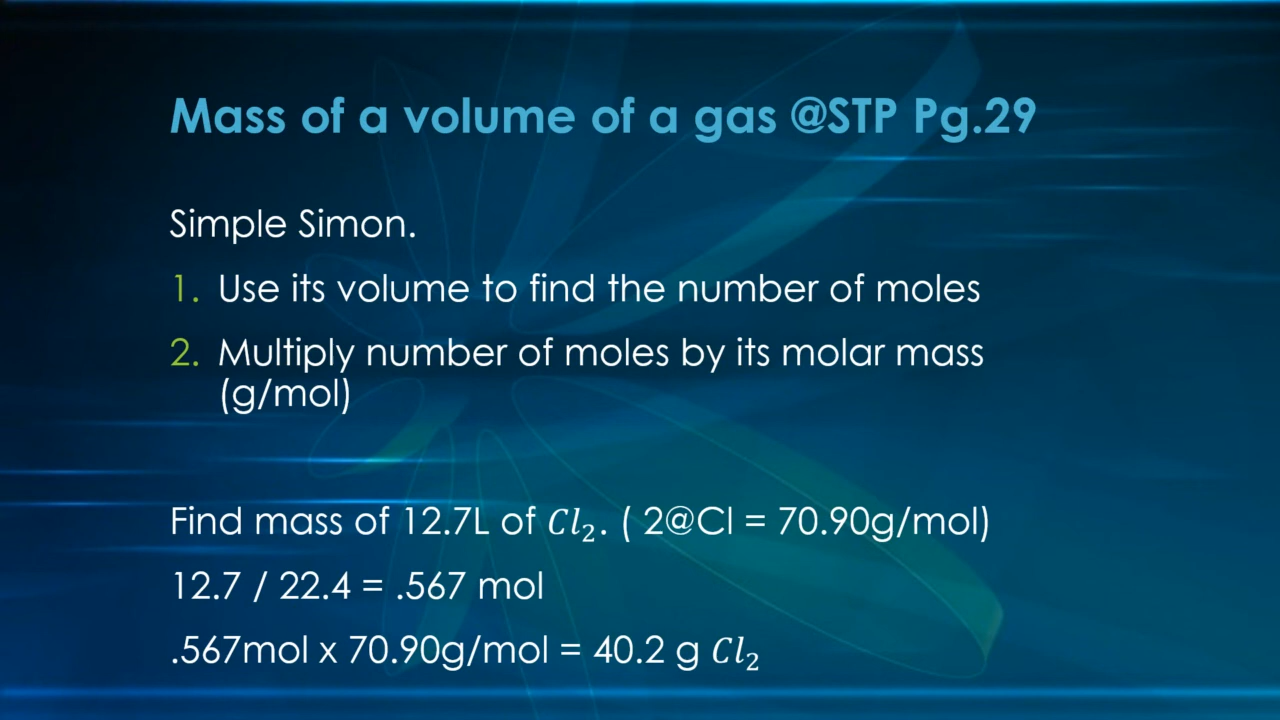 Mass of a volume of a gas @STP Pg.29
Simple Simon.
1. Use its volume to find the number of moles
2. Multiply number of moles by its molar mass
(g/mol)
Find mass of 12.7L of Cl₂. ( 2@Cl = 70.90g/mol)
12.7 / 22.4 = .567 mol
.567mol x 70.90g/mol = 40.2 g Cl₂